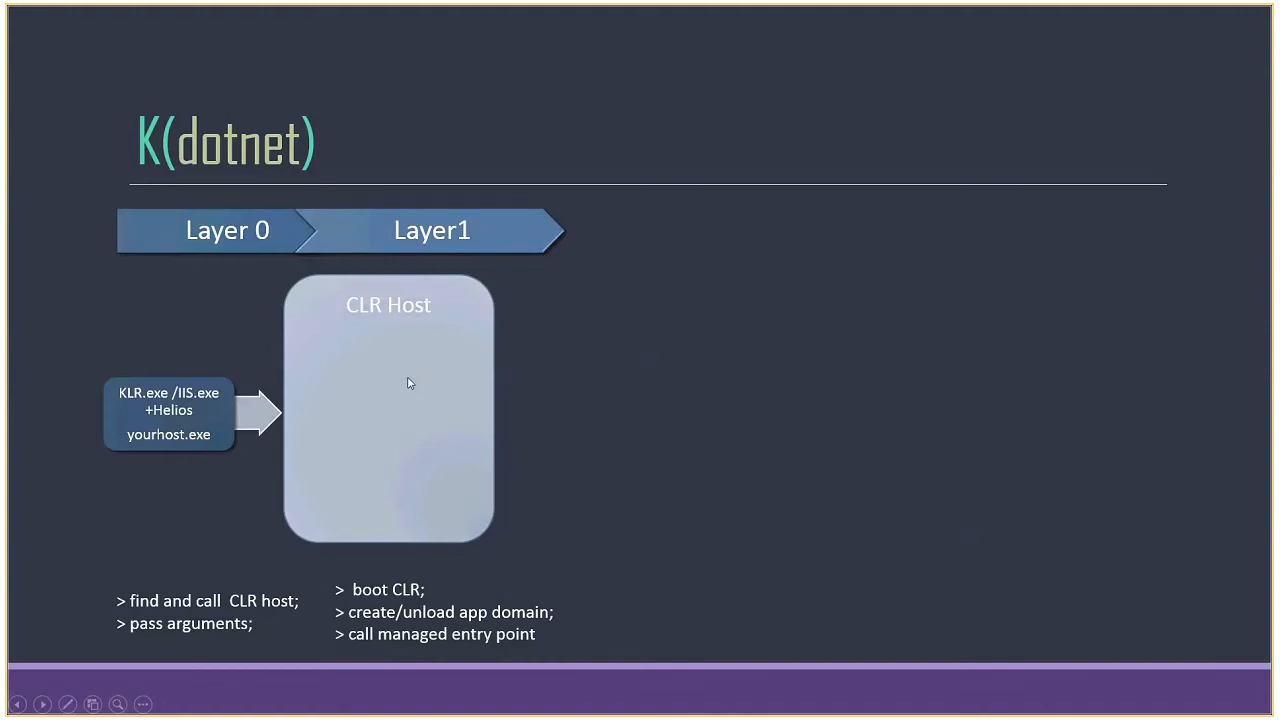 K(dotnet)
Layer 0
Layer1
CLR Host
KLR.exe /IIS.exe
+Helios
yourhost.exe
> find and call  CLR host;
> pass arguments;
>  boot CLR;
> create/unload app domain;
> call managed entry point